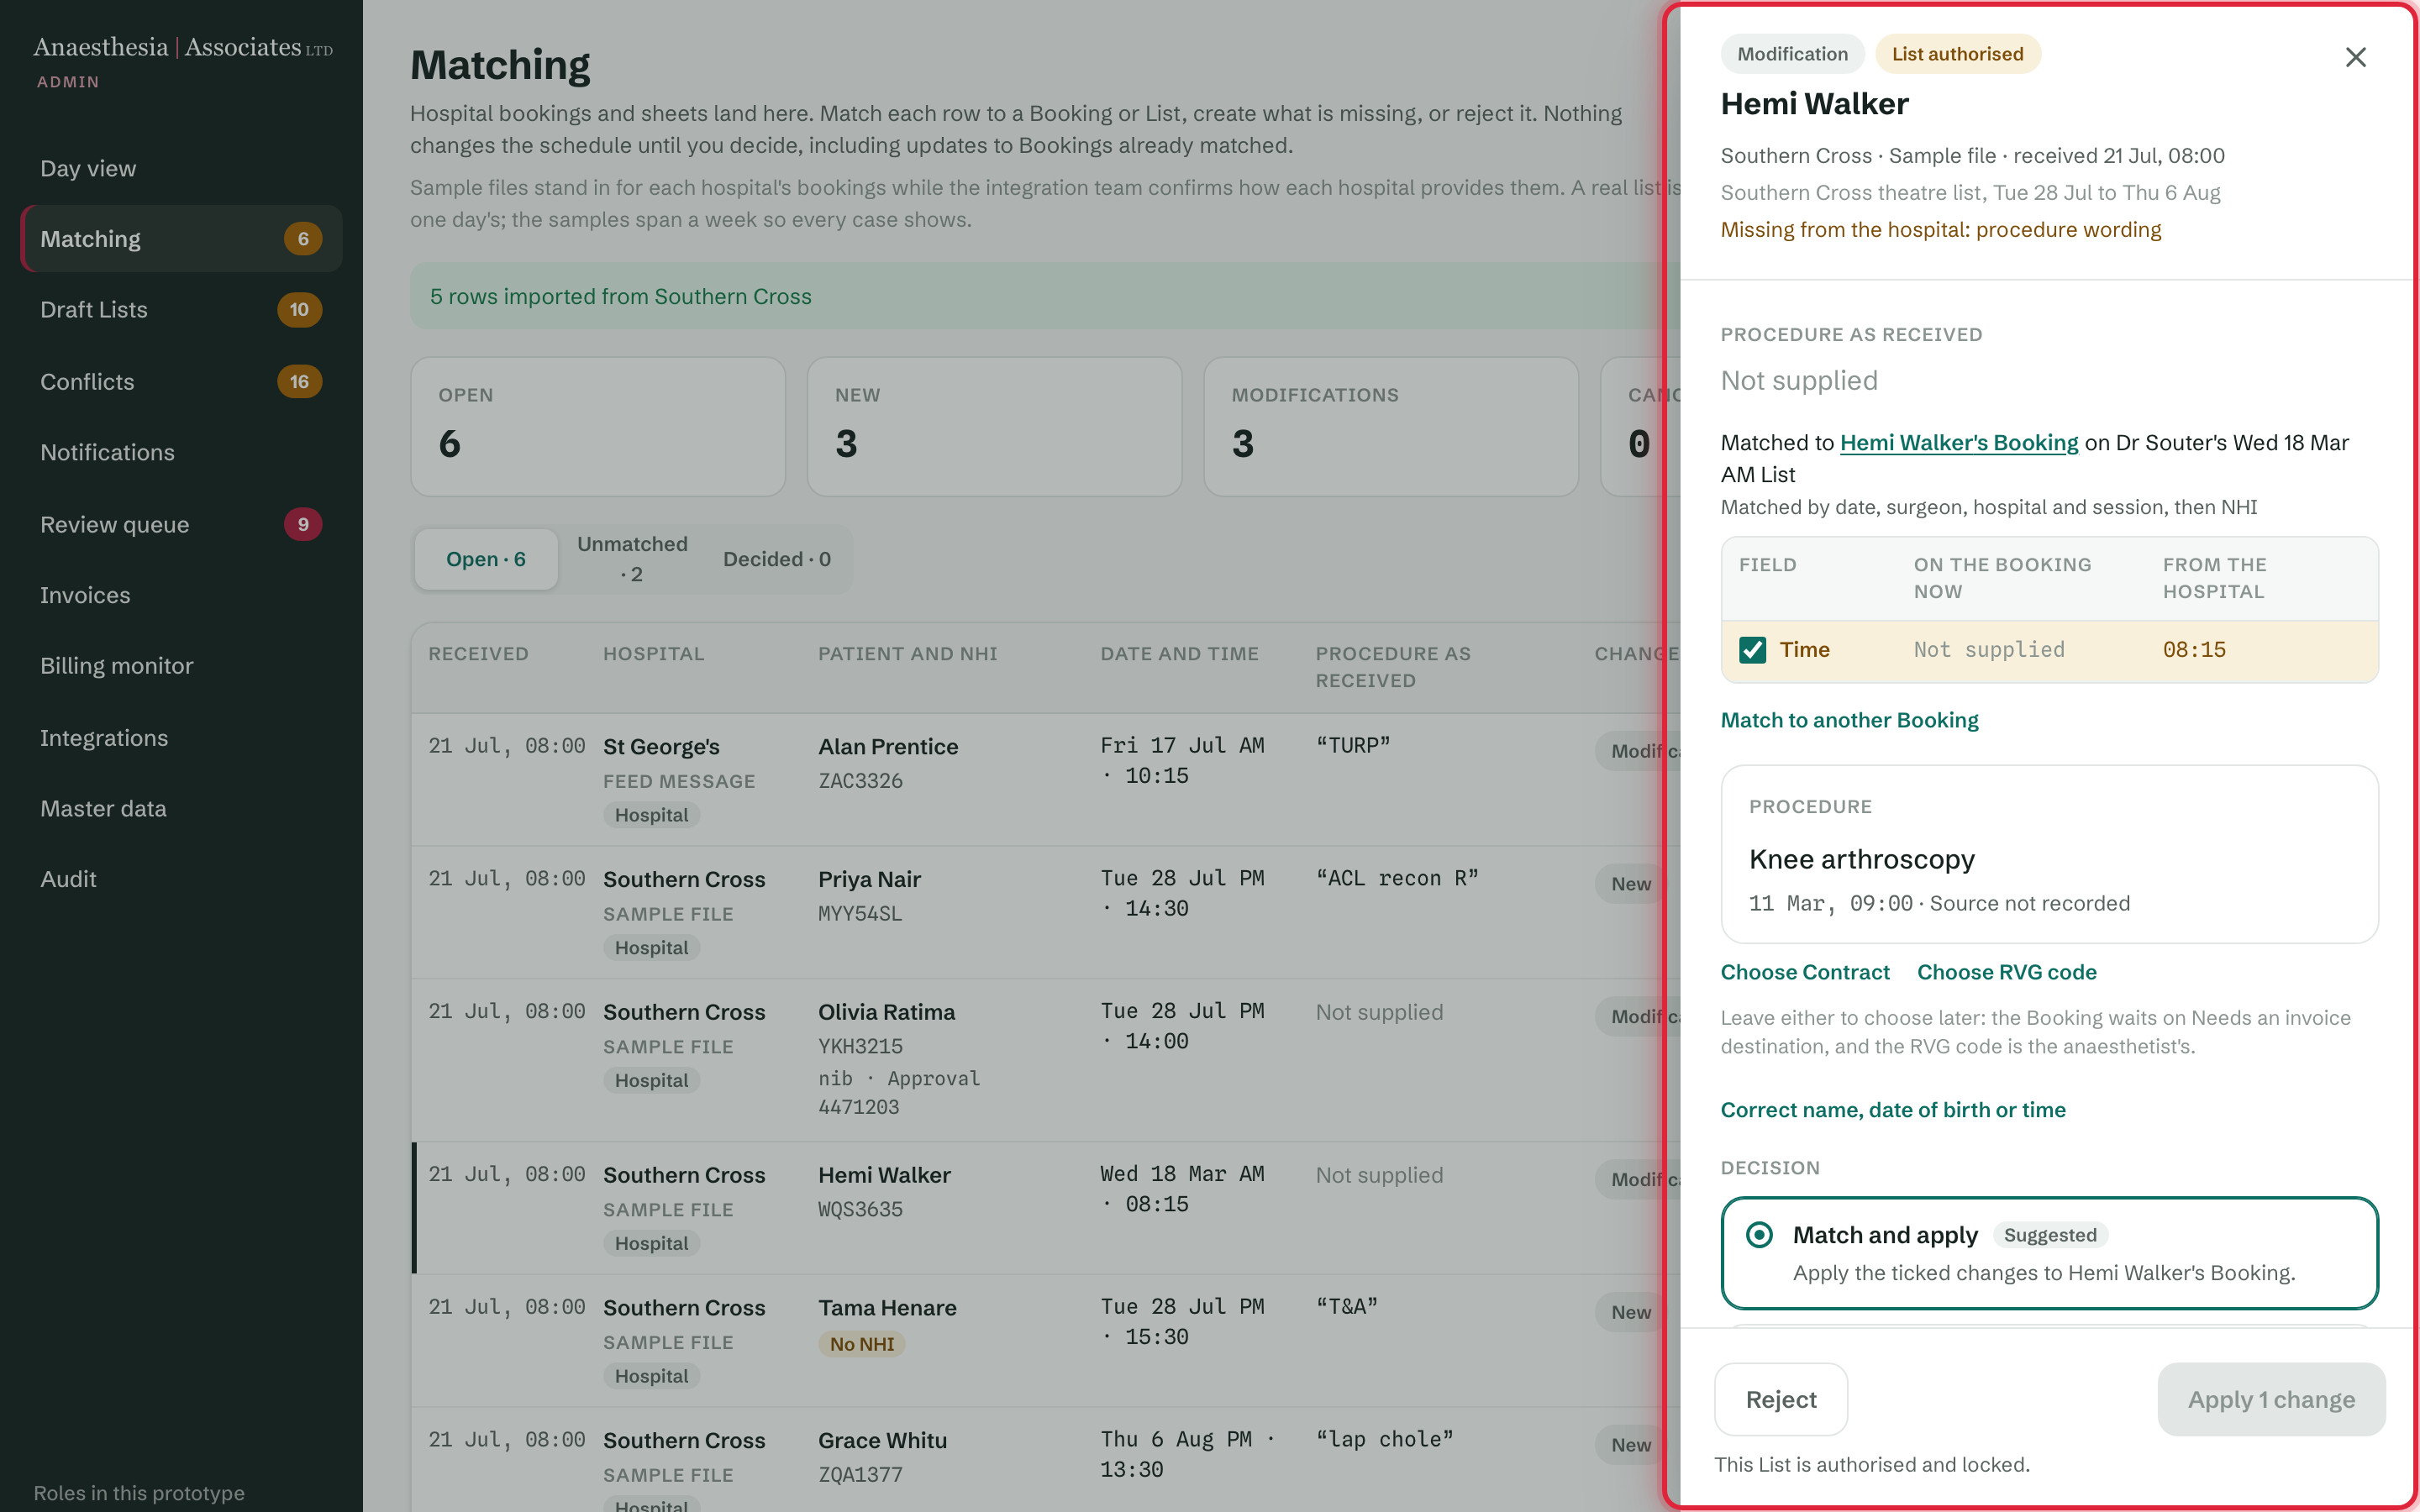 Anaesthesia | Associates LTD
ADMIN
Day view
Matching 6
Draft Lists 10
Conflicts 16
Notifications
Review queue 9
Invoices
Billing monitor
Integrations
Master data
Audit
Roles in this prototype
Matching
Hospital bookings and sheets land here. Match each row to a Booking or List, create what is missing, or reject it. Nothing
changes the schedule until you decide, including updates to Bookings already matched.
Sample files stand in for each hospital's bookings while the integration team confirms how each hospital provides them. A real list is
one day's; the samples span a week so every case shows.
5 rows imported from Southern Cross
OPEN
6
NEW
3
MODIFICATIONS
3
CANC
0
Open · 6
Unmatched
· 2
Decided · 0
RECEIVED HOSPITAL PATIENT AND NHI DATE AND TIME PROCEDURE AS
RECEIVED
CHANGE
21 Jul, 08:00 St George's Alan Prentice Fri 17 Jul AM “TURP” Modifica
FEED MESSAGE ZAC3326 · 10:15
Hospital
21 Jul, 08:00 Southern Cross Priya Nair Tue 28 Jul PM “ACL recon R” New
SAMPLE FILE MYY54SL · 14:30
Hospital
21 Jul, 08:00 Southern Cross Olivia Ratima Tue 28 Jul PM Not supplied Modifica
SAMPLE FILE YKH3215 · 14:00
Hospital nib · Approval
4471203
21 Jul, 08:00 Southern Cross Hemi Walker Wed 18 Mar AM Not supplied Modifica
SAMPLE FILE WQS3635 · 08:15
Hospital
21 Jul, 08:00 Southern Cross Tama Henare Tue 28 Jul PM “T&A” New
SAMPLE FILE No NHI · 15:30
Hospital
21 Jul, 08:00 Southern Cross Grace Whitu Thu 6 Aug PM · “lap chole” New
SAMPLE FILE ZQA1377 13:30
Hospital
Modification List authorised
Hemi Walker
Southern Cross · Sample file · received 21 Jul, 08:00
Southern Cross theatre list, Tue 28 Jul to Thu 6 Aug
Missing from the hospital: procedure wording
PROCEDURE AS RECEIVED
Not supplied
Matched to Hemi Walker's Booking on Dr Souter's Wed 18 Mar
AM List
Matched by date, surgeon, hospital and session, then NHI
FIELD ON THE BOOKING FROM THE
NOW HOSPITAL
Time Not supplied 08:15
Match to another Booking
PROCEDURE
Knee arthroscopy
11 Mar, 09:00 · Source not recorded
Choose Contract Choose RVG code
Leave either to choose later: the Booking waits on Needs an invoice
destination, and the RVG code is the anaesthetist's.
Correct name, date of birth or time
DECISION
Match and apply Suggested
Apply the ticked changes to Hemi Walker's Booking.
Reject Apply 1 change
This List is authorised and locked.